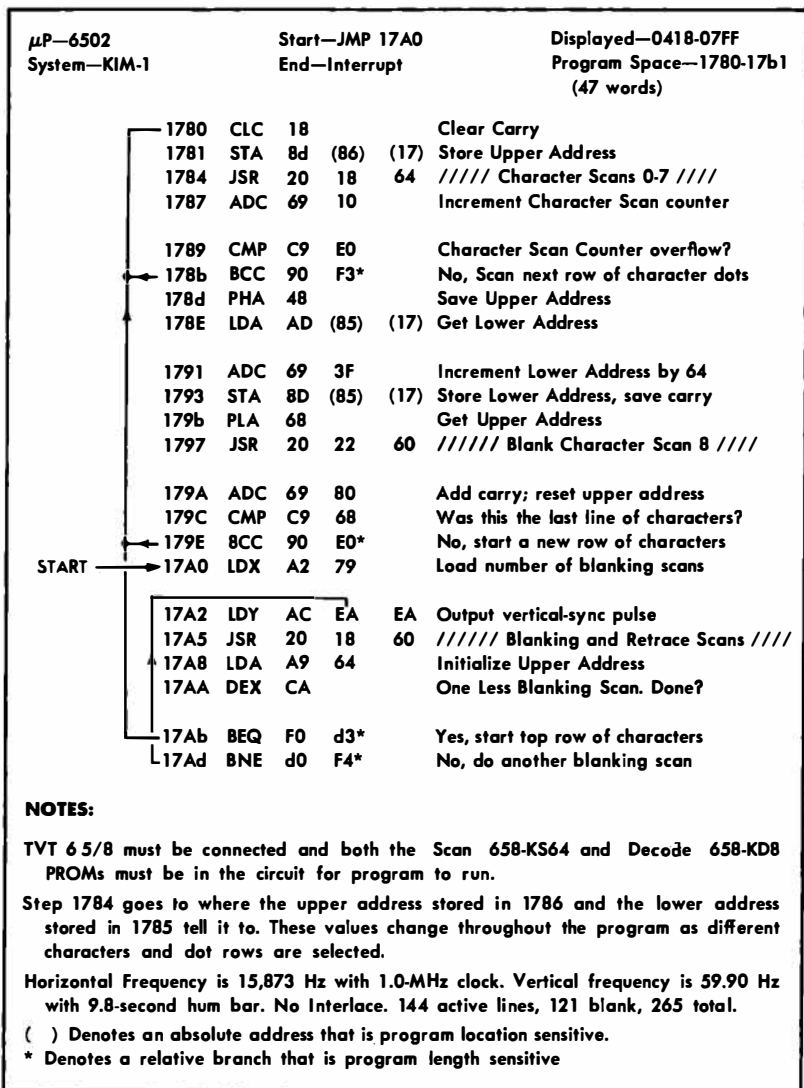 μP—6502 Start—JMP 17A0 Displayed—0418-07FF
System—KIM-1 End—Interrupt Program Space—1780-17b1
(47 words)
1780 CLC 18 Clear Carry
1781 STA 8d (86) (17) Store Upper Address
1784 JSR 20 18 64 ///// Character Scans 0-7 ////
1787 ADC 69 10 Increment Character Scan counter
1789 CMP C9 E0 Character Scan Counter overflow?
178b BCC 90 F3* No, Scan next row of character dots
178d PHA 48 Save Upper Address
178E LDA AD (85) (17) Get Lower Address
1791 ADC 69 3F Increment Lower Address by 64
1793 STA 8D (85) (17) Store Lower Address, save carry
179b PLA 68 Get Upper Address
1797 JSR 20 22 60 ////// Blank Character Scan 8 ////
179A ADC 69 80 Add carry; reset upper address
179C CMP C9 68 Was this the last line of characters?
179E 8CC 90 E0* No, start a new row of characters
START 17A0 LDX A2 79 Load number of blanking scans
17A2 LDY AC EA EA Output vertical-sync pulse
17A5 JSR 20 18 60 ////// Blanking and Retrace Scans ////
17A8 LDA A9 64 Initialize Upper Address
17AA DEX CA One Less Blanking Scan. Done?
17Ab BEQ F0 d3* Yes, start top row of characters
17Ad BNE d0 F4* No, do another blanking scan
NOTES:
TVT 6 5/8 must be connected and both the Scan 658-KS64 and Decode 658-KD8
PROMs must be in the circuit for program to run.
Step 1784 goes to where the upper address stored in 1786 and the lower address
stored in 1785 tell it to. These values change throughout the program as different
characters and dot rows are selected.
Horizontal Frequency is 15,873 Hz with 1.0-MHz clock. Vertical frequency is 59.90 Hz
with 9.8-second hum bar. No Interlace. 144 active lines, 121 blank, 265 total.
( ) Denotes an absolute address that is program location sensitive.
* Denotes a relative branch that is program length sensitive